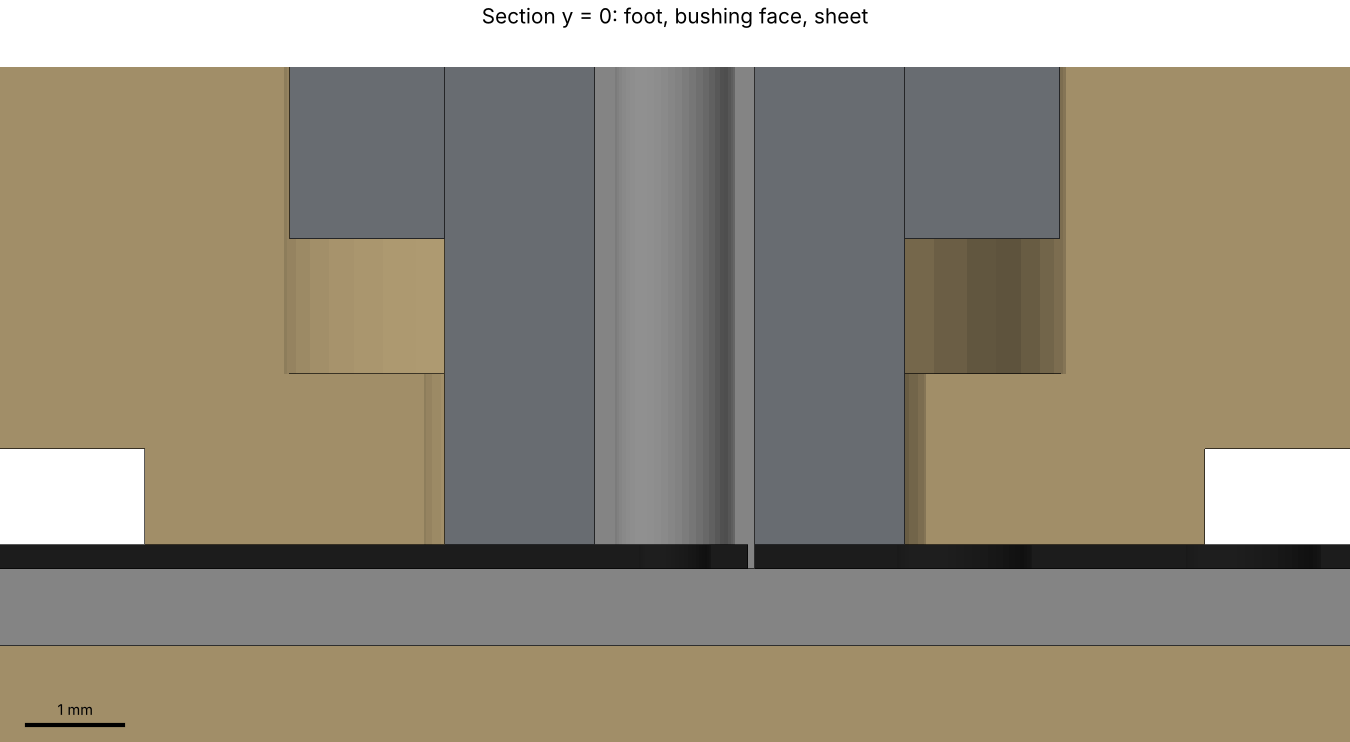 Section y = 0: foot, bushing face, sheet
1 mm